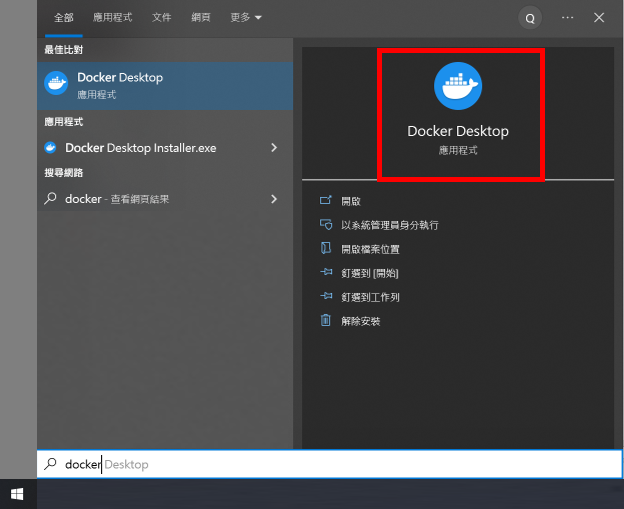 全部 應用程式 文件 網頁 更多 Q
最佳比對
Docker Desktop
應用程式
應用程式
Docker Desktop Installer.exe
搜尋網路
docker - 查看網頁結果
Docker Desktop
應用程式
開啟
以系統管理員身分執行
開啟檔案位置
釘選到 [開始]
釘選到工作列
解除安裝
docker Desktop